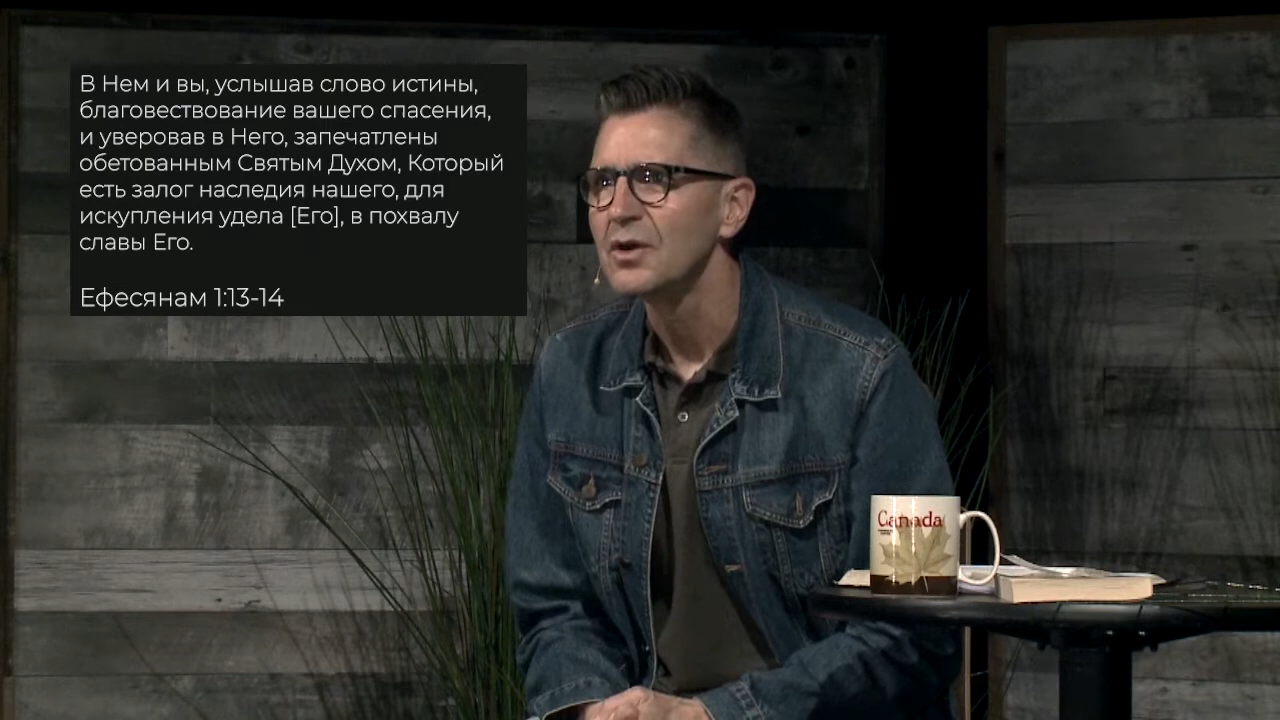 В Нем и вы, услышав слово истины,
благовествование вашего спасения,
и уверовав в Него, запечатлены
обетованным Святым Духом, Который
есть залог наследия нашего, для
искупления удела [Его], в похвалу
славы Его.
Ефесянам 1:13-14
Canada